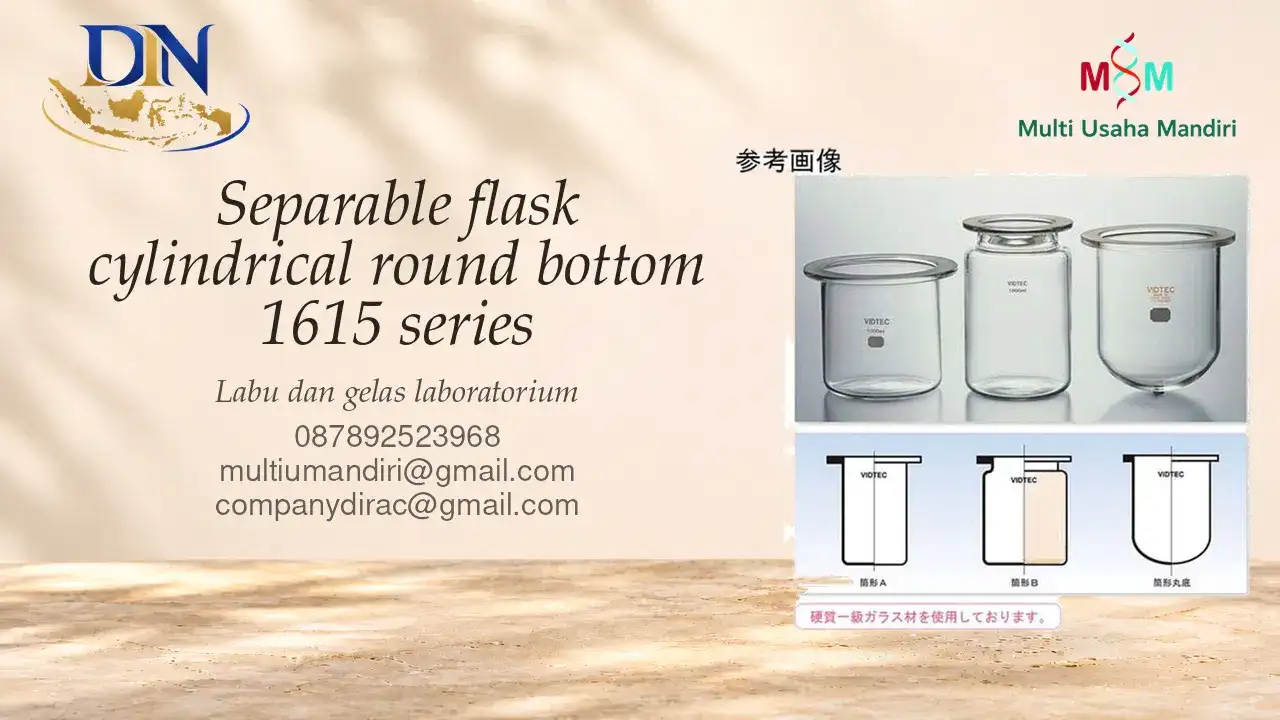 DIN
M M
Multi Usaha Mandiri
参考画像
Separable flask
cylindrical round bottom
1615 series
Labu dan gelas laboratorium
087892523968
multiumandiri@gmail.com
companydirac@gmail.com
VIDTEC
1000ml
VIDTEC
1000ml
VIDTEC
VIDTEC
VIDTEC
VIDTEC
筒形A
筒形B
筒形丸底
硬質一級ガラス材を使用しております。